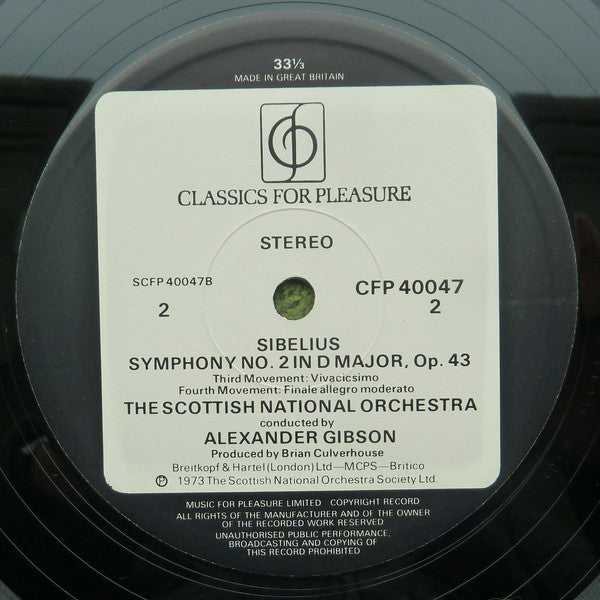 33⅓
MADE IN GREAT BRITAIN
CLASSICS FOR PLEASURE
STEREO
SCFP 40047B
CFP 40047
2
2
SIBELIUS
SYMPHONY NO. 2 IN D MAJOR, Op. 43
Third Movement: Vivacicsimo
Fourth Movement: Finale allegro moderato
THE SCOTTISH NATIONAL ORCHESTRA
conducted by
ALEXANDER GIBSON
Produced by Brian Culverhouse
Breitkopf & Hartel (London) Ltd—MCPS—Britico
℗ 1973 The Scottish National Orchestra Society Ltd.
MUSIC FOR PLEASURE LIMITED COPYRIGHT RECORD
ALL RIGHTS OF THE MANUFACTURER AND OF THE OWNER
OF THE RECORDED WORK RESERVED
UNAUTHORISED PUBLIC PERFORMANCE,
BROADCASTING AND COPYING OF
THIS RECORD PROHIBITED